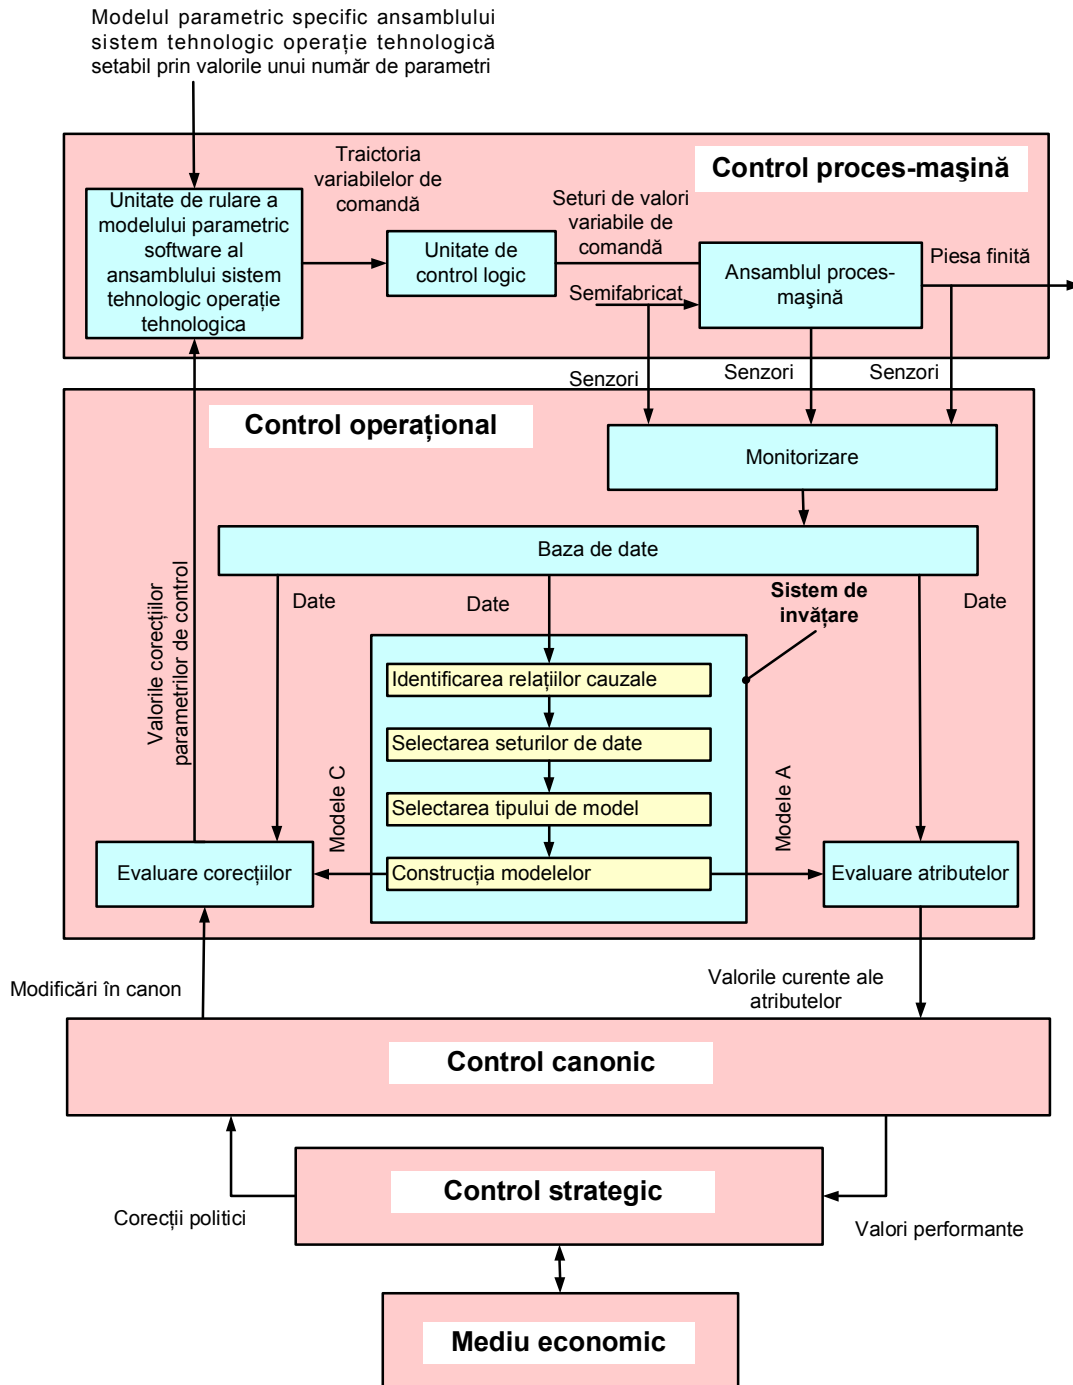 Modelul parametric specific ansamblului
sistem tehnologic operație tehnologică
setabil prin valorile unui număr de parametri
Control proces-maşină
Traictoria
variabilelor de
comandă
Unitate de rulare a
modelului parametric
software al
ansamblului sistem
tehnologic operație
tehnologica
Unitate de
control logic
Seturi de valori
variabile de
comandă
Semifabricat
Ansamblul proces-
maşină
Piesa finită
Senzori
Senzori
Senzori
Control operațional
Monitorizare
Baza de date
Date
Date
Date
Sistem de
invățare
Valorile corecțiilor
parametrilor de control
Identificarea relațiilor cauzale
Selectarea seturilor de date
Selectarea tipului de model
Construcția modelelor
Modele C
Modele A
Evaluare corecțiilor
Evaluare atributelor
Modificări în canon
Valorile curente ale
atributelor
Control canonic
Control strategic
Corecții politici
Valori performante
Mediu economic